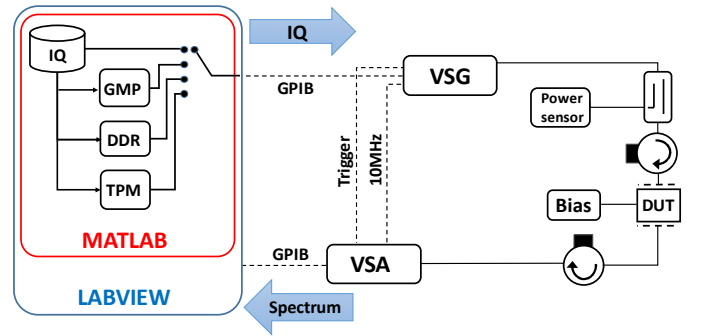 IQ
IQ
VSG
GPIB
GMP
Power
sensor
DDR
Trigger
10MHz
TPM
Bias
DUT
MATLAB
GPIB
VSA
LABVIEW
Spectrum